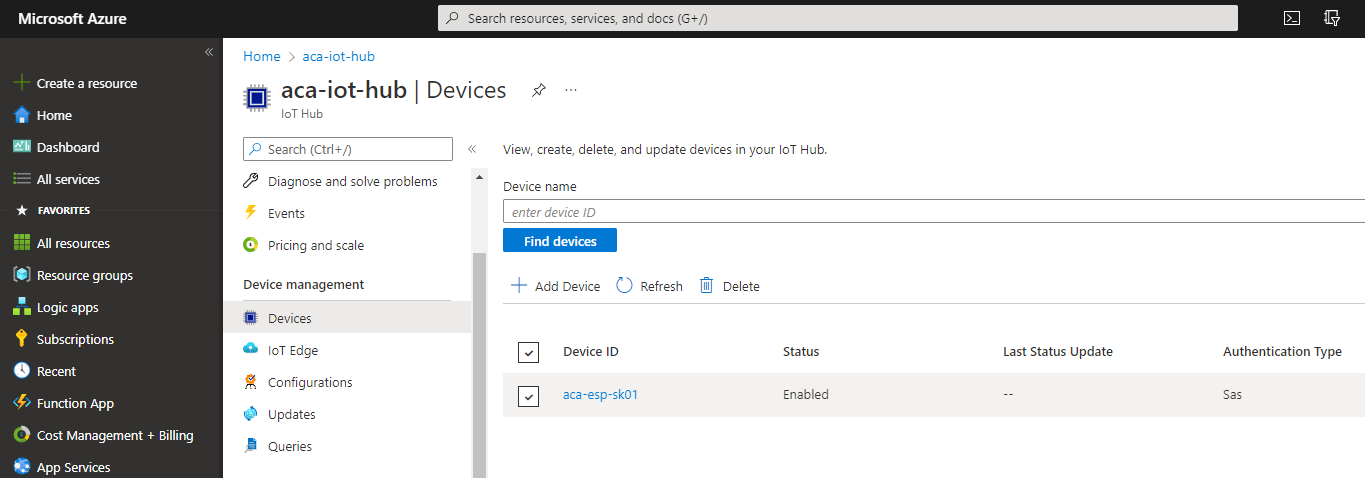 Microsoft Azure
Search resources, services, and docs (G+/)
Create a resource
Home
Dashboard
All services
FAVORITES
All resources
Resource groups
Logic apps
Subscriptions
Recent
Function App
Cost Management + Billing
App Services
Home > aca-iot-hub
aca-iot-hub | Devices
IoT Hub
Search (Ctrl+/)
Diagnose and solve problems
Events
Pricing and scale
Device management
Devices
IoT Edge
Configurations
Updates
Queries
View, create, delete, and update devices in your IoT Hub.
Device name
enter device ID
Find devices
Add Device Refresh Delete
Device ID Status Last Status Update Authentication Type
aca-esp-sk01 Enabled -- Sas